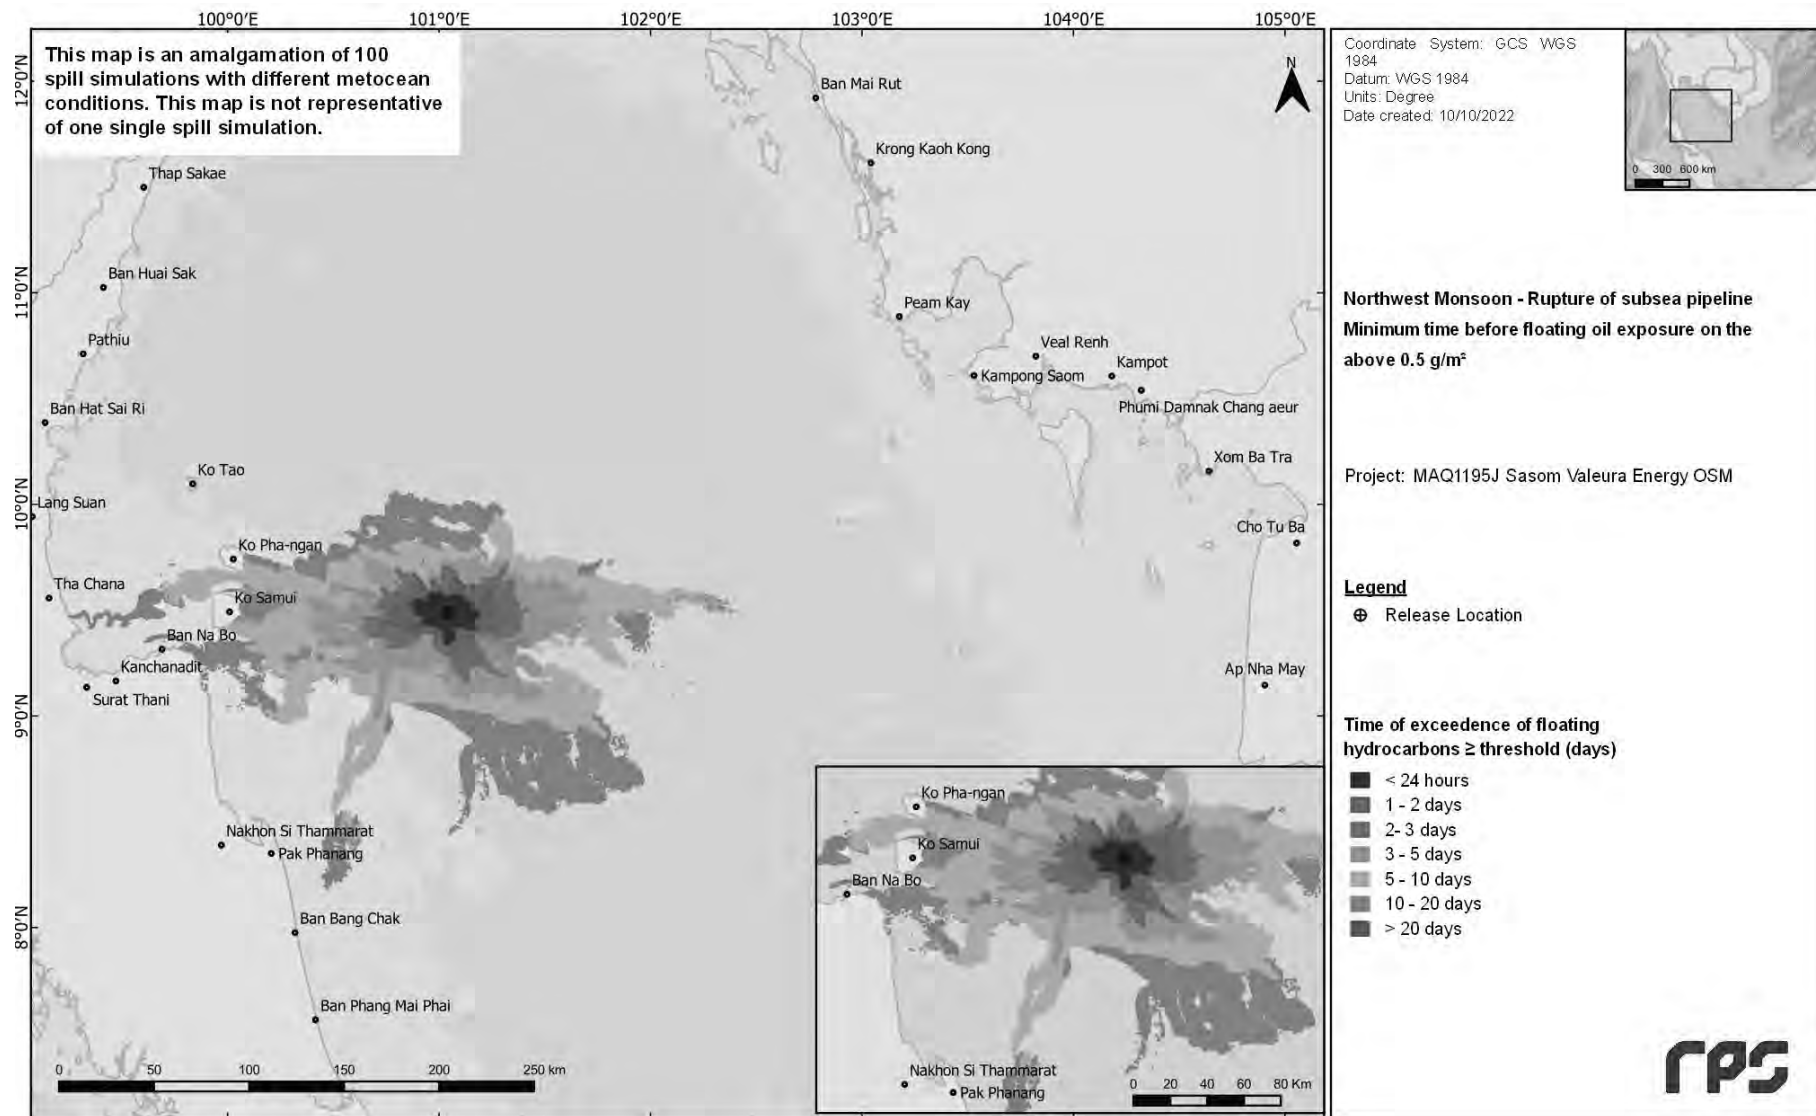 100°0'E
101°0'E
102°0'E
103°0'E
104°0'E
105°0'E
12°0'N
11°0'N
10°0'N
9°0'N
8°0'N
This map is an amalgamation of 100
spill simulations with different metocean
conditions. This map is not representative
of one single spill simulation.
N
Ban Mai Rut
Krong Kaoh Kong
Thap Sakae
Ban Huai Sak
Peam Kay
Pathiu
Veal Renh
Kampot
Kampong Saom
Phumi Damnak Chang aeur
Ban Hat Sai Ri
Xom Ba Tra
Ko Tao
Lang Suan
Cho Tu Ba
Ko Pha-ngan
Tha Chana
Ko Samui
Ban Na Bo
Kanchanadit
Surat Thani
Ap Nha May
Nakhon Si Thammarat
Pak Phanang
Ban Bang Chak
Ban Phang Mai Phai
0 50 100 150 200 250 km
Ko Pha-ngan
Ko Samui
Ban Na Bo
Nakhon Si Thammarat
Pak Phanang
0 20 40 60 80 Km
Coordinate System: GCS WGS
1984
Datum: WGS 1984
Units: Degree
Date created: 10/10/2022
0 300 600 km
Northwest Monsoon - Rupture of subsea pipeline
Minimum time before floating oil exposure on the
above 0.5 g/m²
Project: MAQ1195J Sasom Valeura Energy OSM
Legend
Release Location
Time of exceedence of floating
hydrocarbons ≥ threshold (days)
< 24 hours
1 - 2 days
2- 3 days
3 - 5 days
5 - 10 days
10 - 20 days
> 20 days
rps